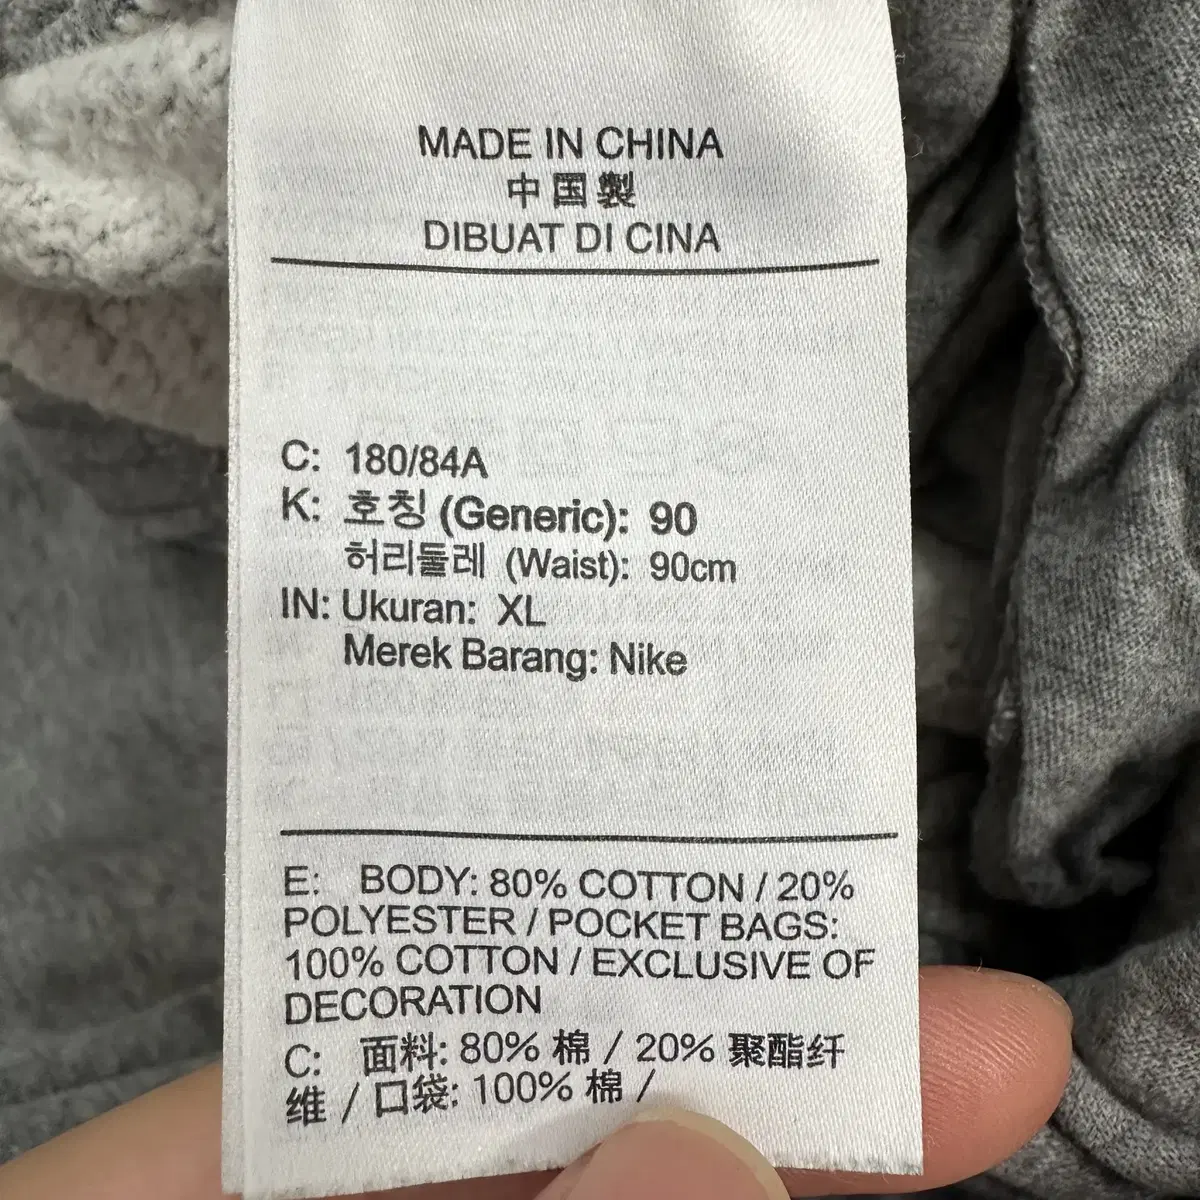 MADE IN CHINA
中国製
DIBUAT DI CINA
C: 180/84A
K: 호칭 (Generic): 90
허리둘레 (Waist): 90cm
IN: Ukuran: XL
Merek Barang: Nike
E: BODY: 80% COTTON / 20%
POLYESTER / POCKET BAGS:
100% COTTON / EXCLUSIVE OF
DECORATION
C: 面料: 80% 棉 / 20% 聚酯纤
维 / 口袋: 100% 棉 /